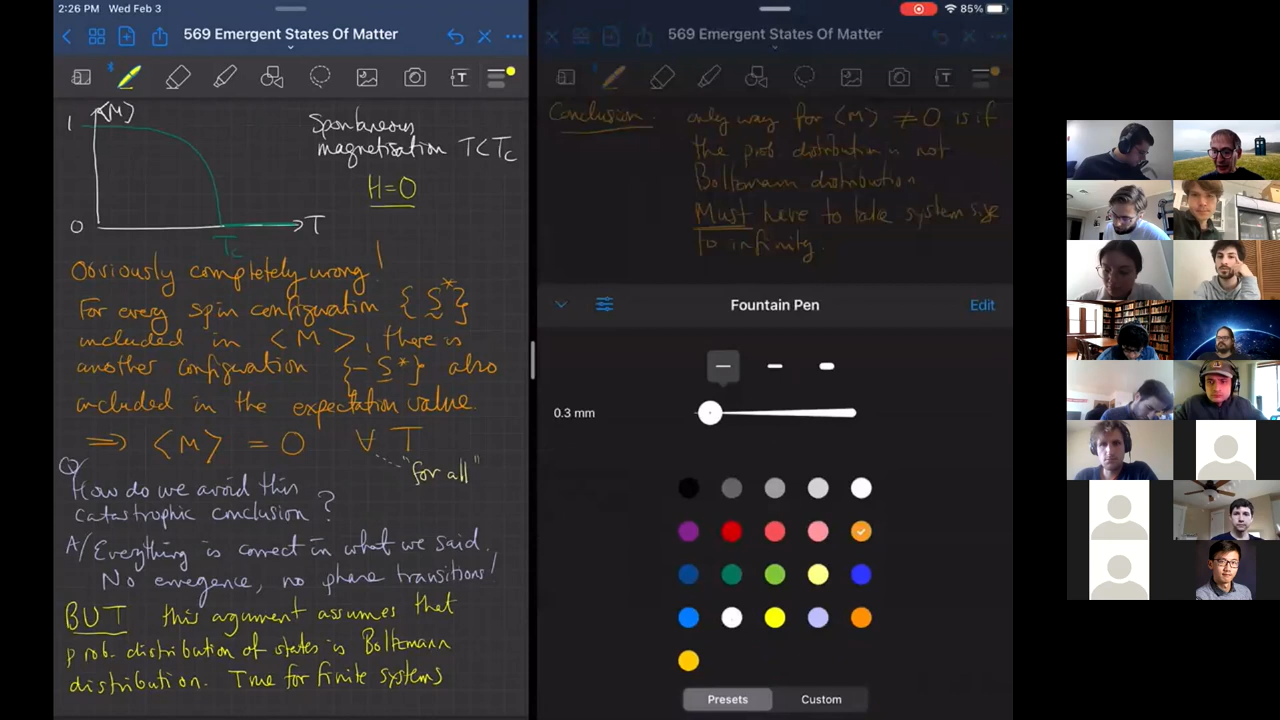 2:26 PM Wed Feb 3
569 Emergent States Of Matter
1
<M>
0
T
Tc
Spontaneous
magnetisation T<Tc
H=0
Obviously completely wrong!
For every spin configuration {S*}
included in <M>, there is
another configuration {-S*} also
included in the expectation value.
⇒ <M> = 0 ∀ T
"for all"
Q/
How do we avoid this
catastrophic conclusion?
A/ Everything is correct in what we said.
No emergence, no phase transitions!
BUT this argument assumes that
prob. distribution of states is Boltzmann
distribution. True for finite systems
85%
569 Emergent States Of Matter
Conclusion. only way for <M> ≠ 0 is if
the prob. distribution is not
Boltzmann distribution
Must have to take system size
to infinity.
Fountain Pen
Edit
0.3 mm
Presets
Custom